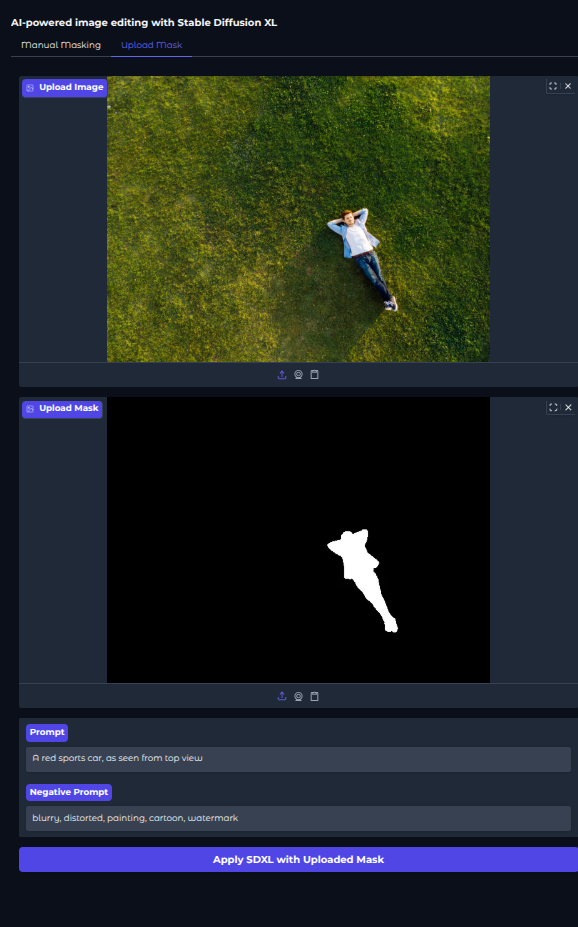 AI-powered image editing with Stable Diffusion XL
Manual Masking
Upload Mask
Upload Image
Upload Mask
Prompt
A red sports car, as seen from top view
Negative Prompt
blurry, distorted, painting, cartoon, watermark
Apply SDXL with Uploaded Mask